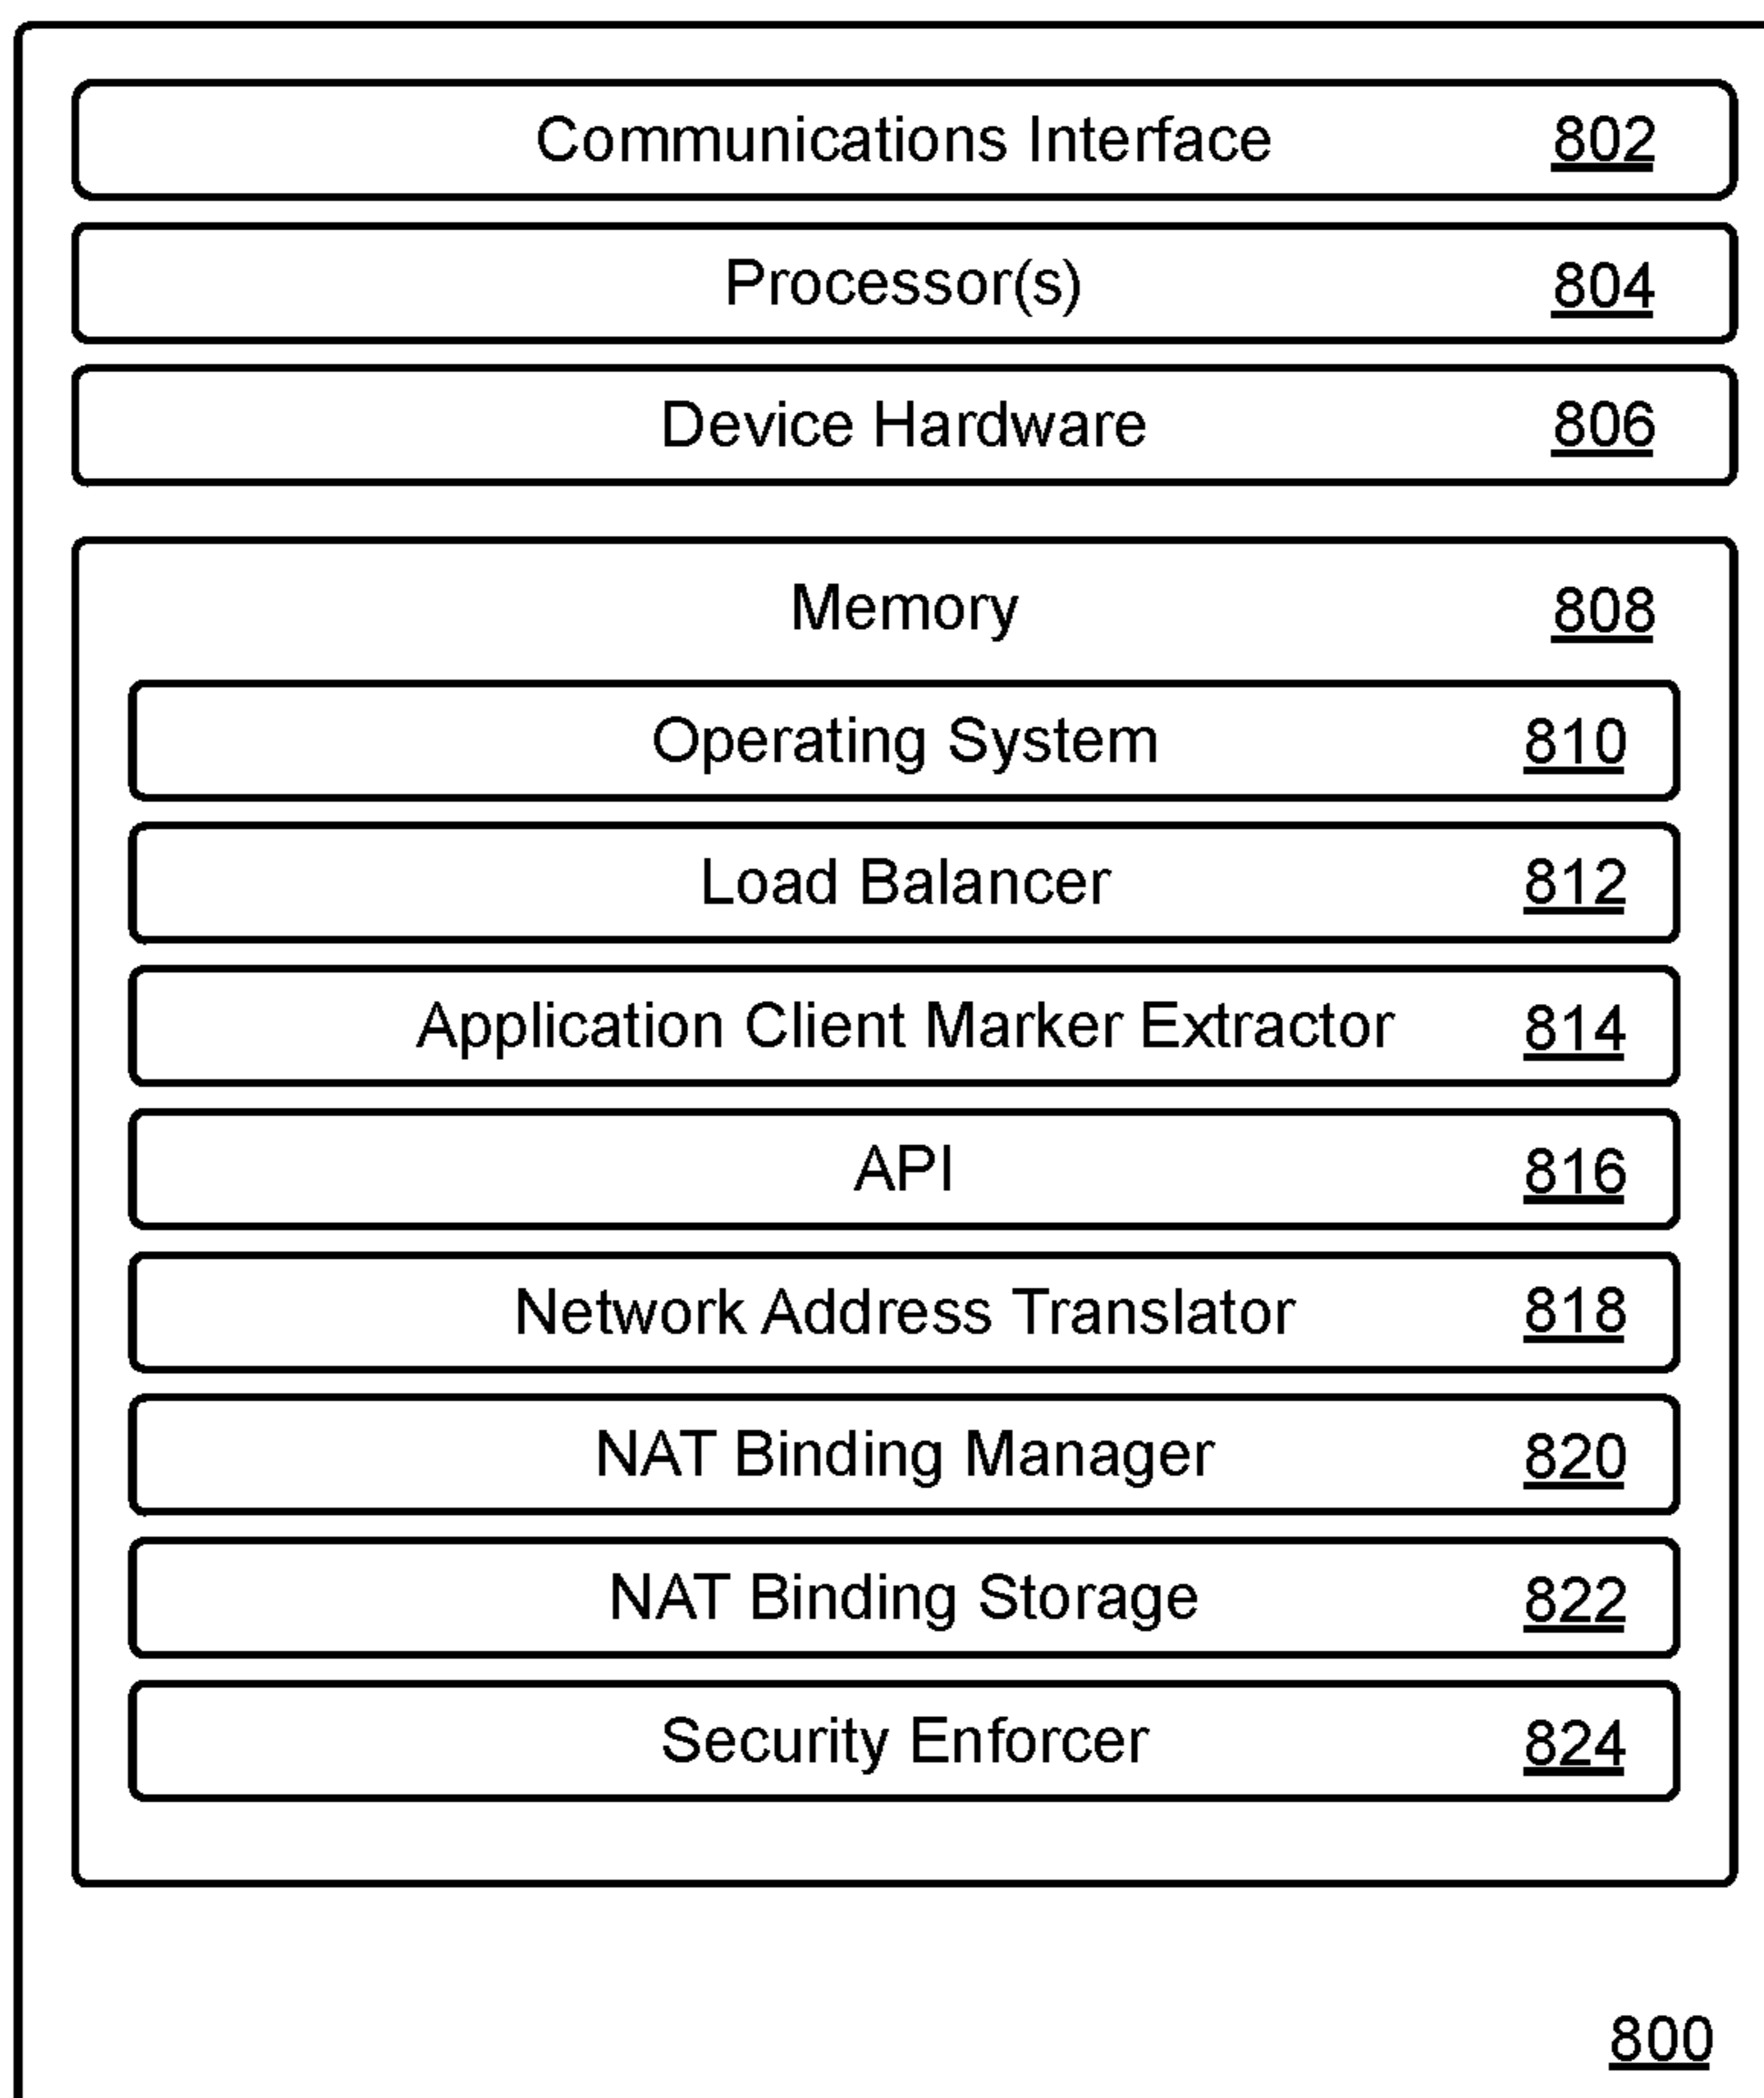 Communications Interface 802
Processor(s) 804
Device Hardware 806
Memory 808
Operating System 810
Load Balancer 812
Application Client Marker Extractor 814
API 816
Network Address Translator 818
NAT Binding Manager 820
NAT Binding Storage 822
Security Enforcer 824
800